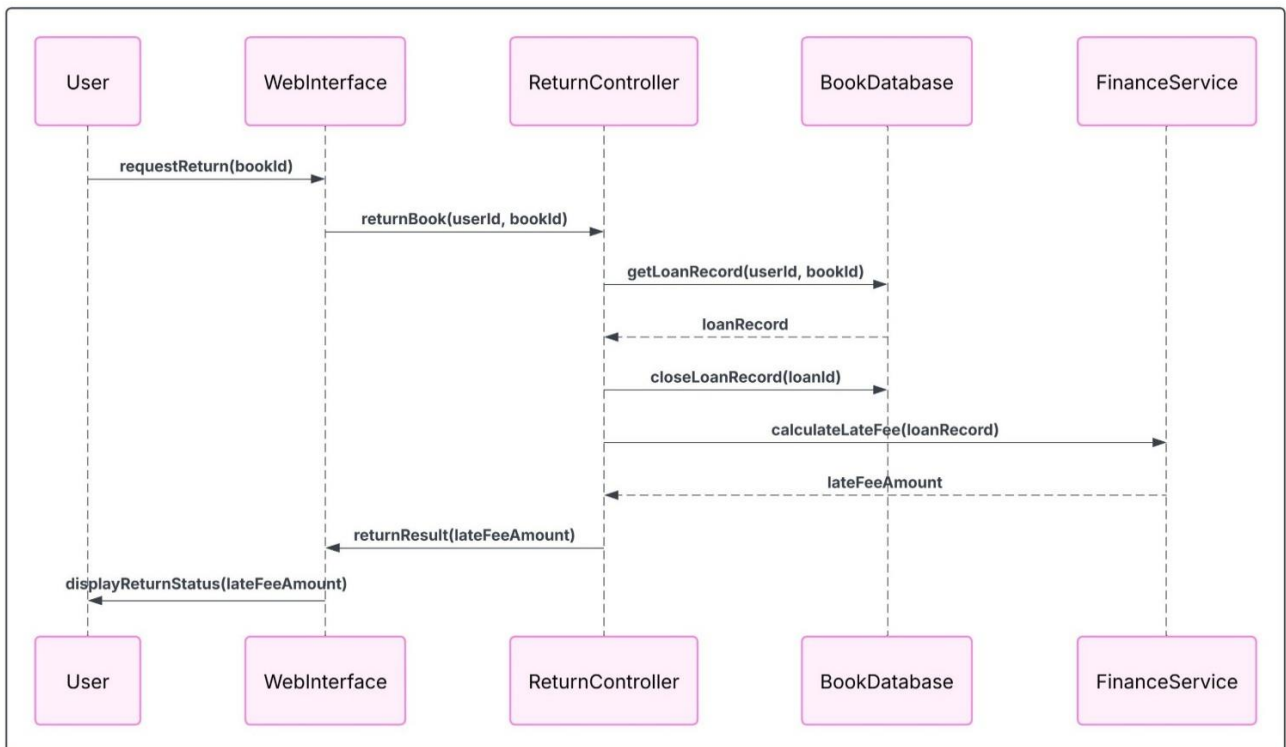 User
WebInterface
ReturnController
BookDatabase
FinanceService
requestReturn(bookId)
returnBook(userId, bookId)
getLoanRecord(userId, bookId)
loanRecord
closeLoanRecord(loanId)
calculateLateFee(loanRecord)
lateFeeAmount
returnResult(lateFeeAmount)
displayReturnStatus(lateFeeAmount)
User
WebInterface
ReturnController
BookDatabase
FinanceService